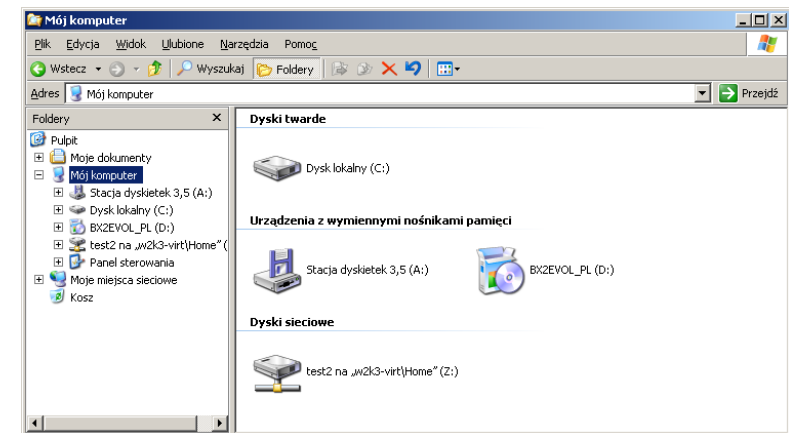 Mój komputer
Plik Edycja Widok Ulubione Narzędzia Pomoc
Wstecz Wyszukaj Foldery
Adres Mój komputer Przejdź
Foldery
Pulpit
Moje dokumenty
Mój komputer
Stacja dyskietek 3,5 (A:)
Dysk lokalny (C:)
BX2EVOL_PL (D:)
test2 na „w2k3-virt\Home” (
Panel sterowania
Moje miejsca sieciowe
Kosz
Dyski twarde
Dysk lokalny (C:)
Urządzenia z wymiennymi nośnikami pamięci
Stacja dyskietek 3,5 (A:) BX2EVOL_PL (D:)
Dyski sieciowe
test2 na „w2k3-virt\Home” (Z:)